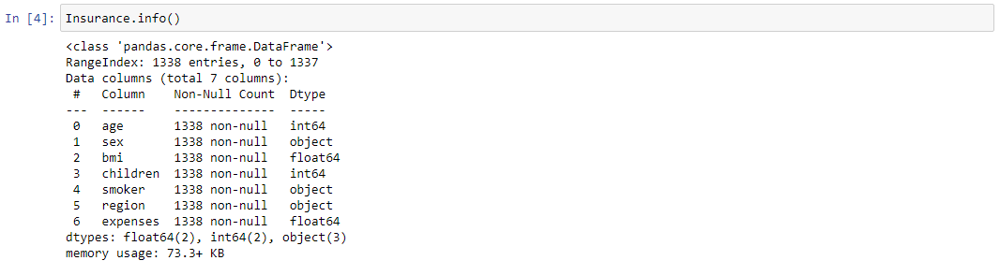 In [4]: Insurance.info()
<class 'pandas.core.frame.DataFrame'>
RangeIndex: 1338 entries, 0 to 1337
Data columns (total 7 columns):
 #   Column    Non-Null Count  Dtype
---  ------    --------------  -----
 0   age       1338 non-null   int64
 1   sex       1338 non-null   object
 2   bmi       1338 non-null   float64
 3   children  1338 non-null   int64
 4   smoker    1338 non-null   object
 5   region    1338 non-null   object
 6   expenses  1338 non-null   float64
dtypes: float64(2), int64(2), object(3)
memory usage: 73.3+ KB